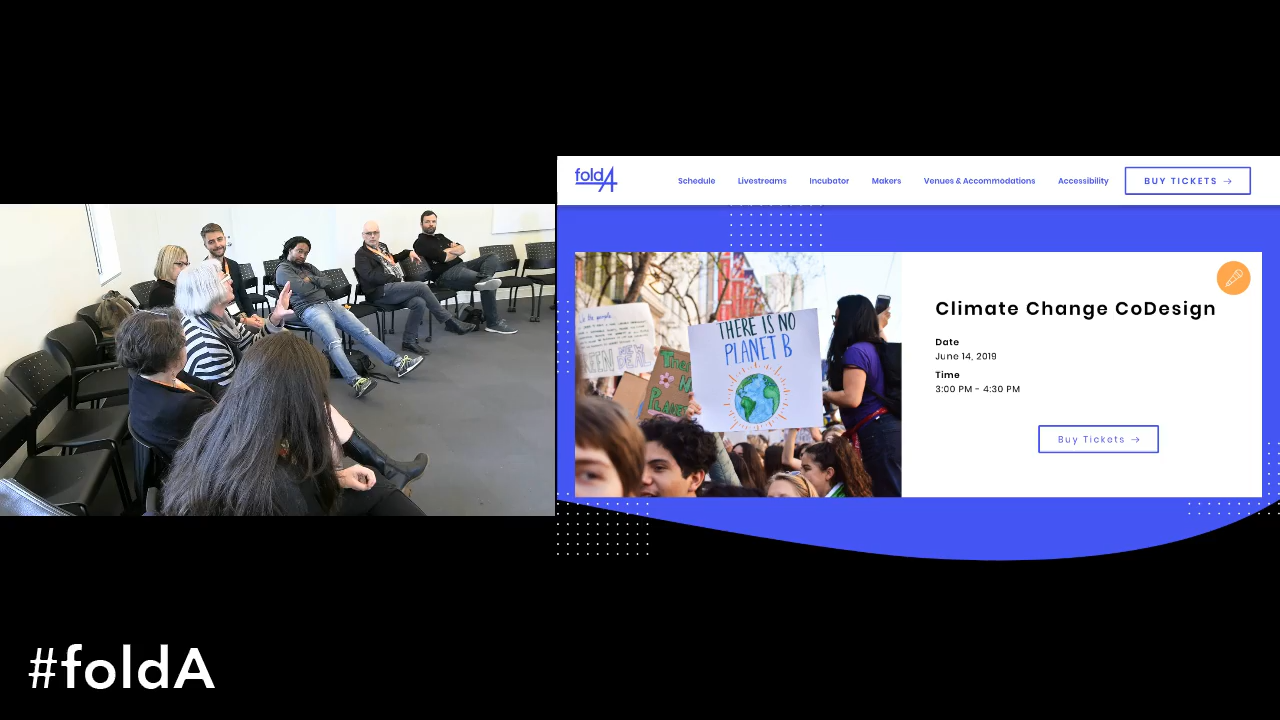 foldA
Schedule
Livestreams
Incubator
Makers
Venues & Accommodations
Accessibility
BUY TICKETS →
Climate Change CoDesign
Date
June 14, 2019
Time
3:00 PM - 4:30 PM
Buy Tickets →
THERE IS NO
PLANET B
#foldA